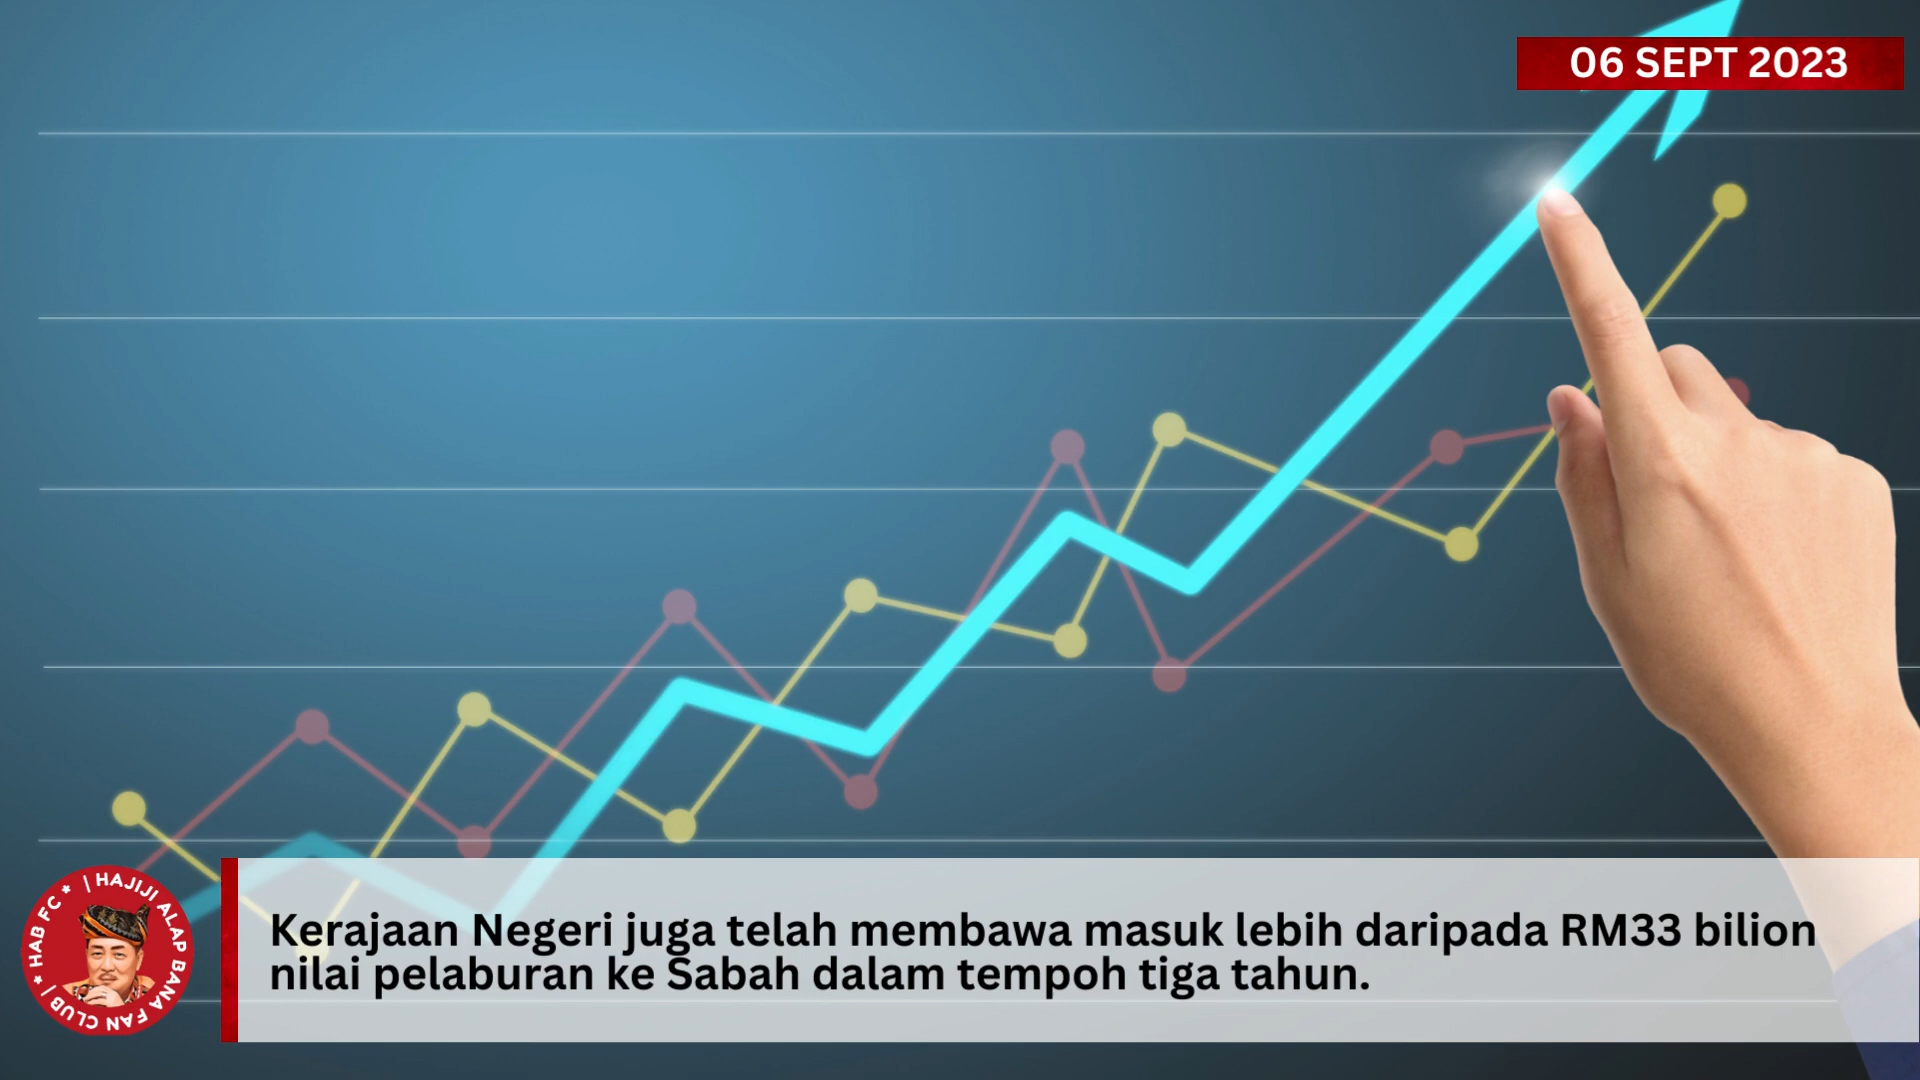 06 SEPT 2023
| HAJIJI ALAP BANA FAN CLUB | * HAB FC *
Kerajaan Negeri juga telah membawa masuk lebih daripada RM33 bilion
nilai pelaburan ke Sabah dalam tempoh tiga tahun.